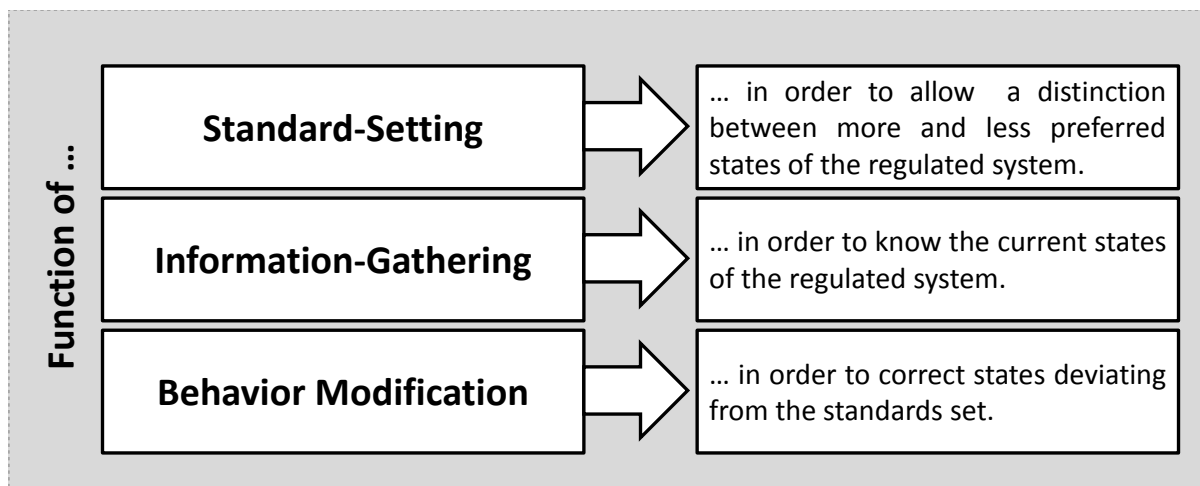 Function of ...
Standard-Setting
... in order to allow a distinction
between more and less preferred
states of the regulated system.
Information-Gathering
... in order to know the current states
of the regulated system.
Behavior Modification
... in order to correct states deviating
from the standards set.